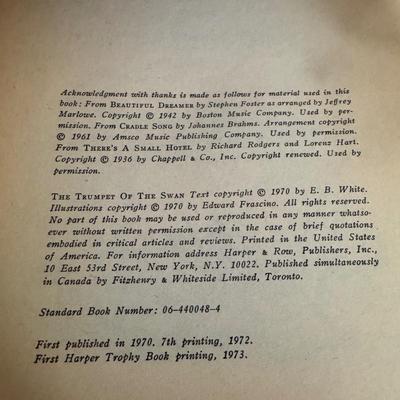 Acknowledgment with thanks is made as follows for material used in this
book: From BEAUTIFUL DREAMER by Stephen Foster as arranged by Jeffrey
Marlowe. Copyright © 1942 by Boston Music Company. Used by per-
mission. From CRADLE SONG by Johannes Brahms. Arrangement copyright
© 1961 by Amsco Music Publishing Company. Used by permission.
From THERE'S A SMALL HOTEL by Richard Rodgers and Lorenz Hart.
Copyright © 1936 by Chappell & Co., Inc. Copyright renewed. Used by
permission.
THE TRUMPET OF THE SWAN Text copyright © 1970 by E. B. White.
Illustrations copyright © 1970 by Edward Frascino. All rights reserved.
No part of this book may be used or reproduced in any manner whatso-
ever without written permission except in the case of brief quotations
embodied in critical articles and reviews. Printed in the United States
of America. For information address Harper & Row, Publishers, Inc.,
10 East 53rd Street, New York, N.Y. 10022. Published simultaneously
in Canada by Fitzhenry & Whiteside Limited, Toronto.
Standard Book Number: 06-440048-4
First published in 1970. 7th printing, 1972.
First Harper Trophy Book printing, 1973.